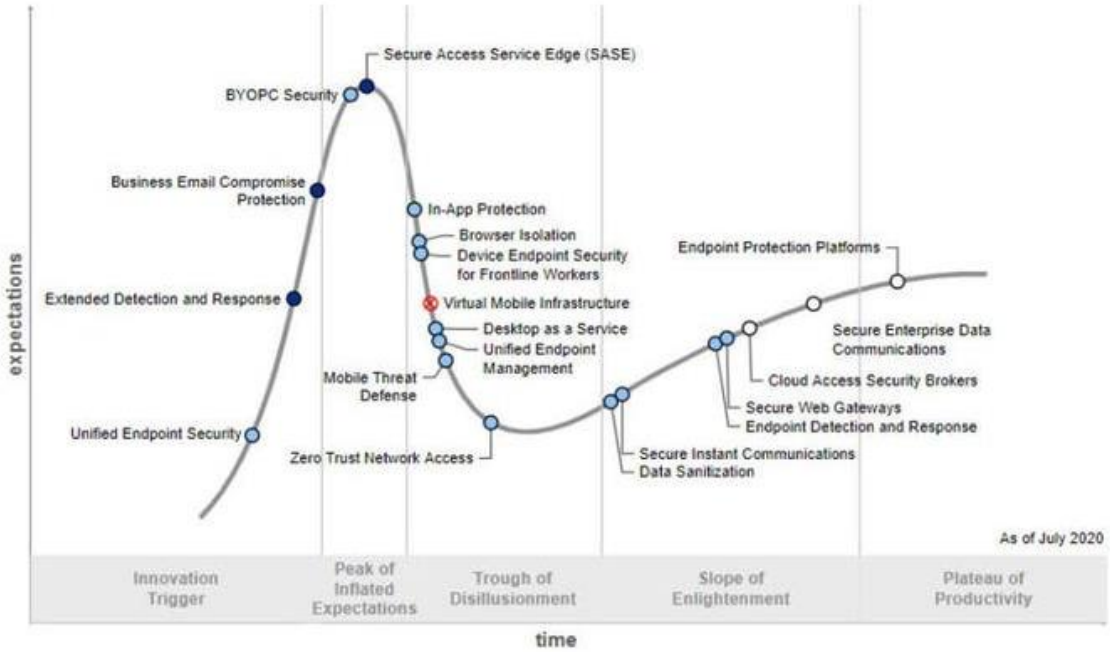 Secure Access Service Edge (SASE)
BYOPC Security
Business Email Compromise
Protection
In-App Protection
Browser Isolation
Device Endpoint Security
for Frontline Workers
Endpoint Protection Platforms
Extended Detection and Response
Virtual Mobile Infrastructure
Desktop as a Service
Unified Endpoint
Management
Secure Enterprise Data
Communications
Mobile Threat
Defense
Cloud Access Security Brokers
Secure Web Gateways
Endpoint Detection and Response
Unified Endpoint Security
Zero Trust Network Access
Secure Instant Communications
Data Sanitization
expectations
As of July 2020
Innovation
Trigger
Peak of
Inflated
Expectations
Trough of
Disillusionment
Slope of
Enlightenment
Plateau of
Productivity
time